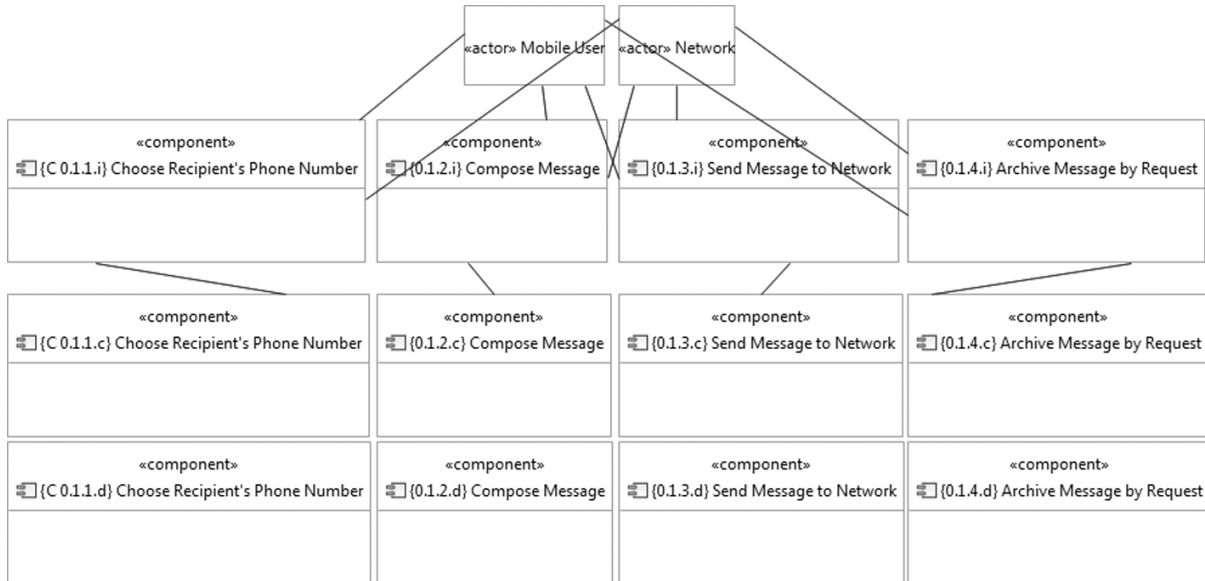 «actor» Mobile User
«actor» Network
«component»
{C 0.1.1.i} Choose Recipient's Phone Number
«component»
{0.1.2.i} Compose Message
«component»
{0.1.3.i} Send Message to Network
«component»
{0.1.4.i} Archive Message by Request
«component»
{C 0.1.1.c} Choose Recipient's Phone Number
«component»
{0.1.2.c} Compose Message
«component»
{0.1.3.c} Send Message to Network
«component»
{0.1.4.c} Archive Message by Request
«component»
{C 0.1.1.d} Choose Recipient's Phone Number
«component»
{0.1.2.d} Compose Message
«component»
{0.1.3.d} Send Message to Network
«component»
{0.1.4.d} Archive Message by Request